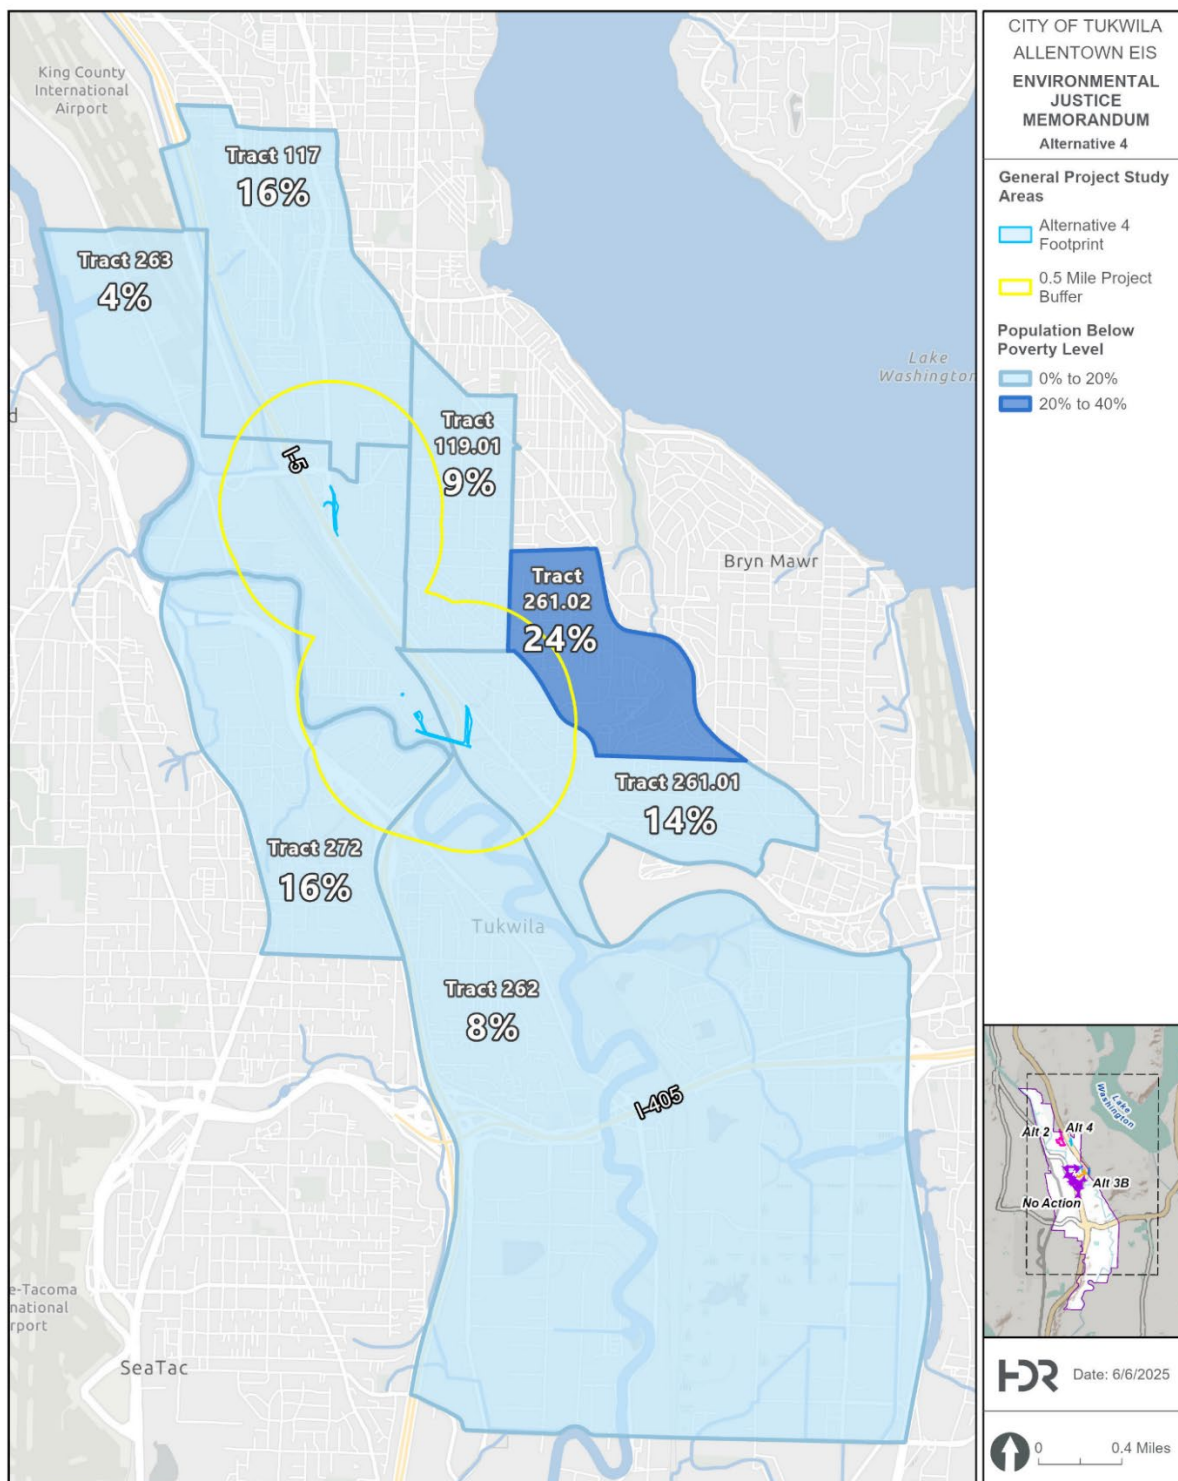 King County
International
Airport
Tract 117
16%
Tract 263
4%
Lake
Washington
d
Tract
119.01
9%
I-5
Bryn Mawr
Tract
261.02
24%
Tract 261.01
14%
Tract 272
16%
Tukwila
Tract 262
8%
I-405
e-Tacoma
national
rport
SeaTac
CITY OF TUKWILA
ALLENTOWN EIS
ENVIRONMENTAL
JUSTICE
MEMORANDUM
Alternative 4
General Project Study
Areas
Alternative 4
Footprint
0.5 Mile Project
Buffer
Population Below
Poverty Level
0% to 20%
20% to 40%
Lake
Washington
Alt 2
Alt 4
Alt 3B
No Action
HDR
Date: 6/6/2025
0
0.4 Miles